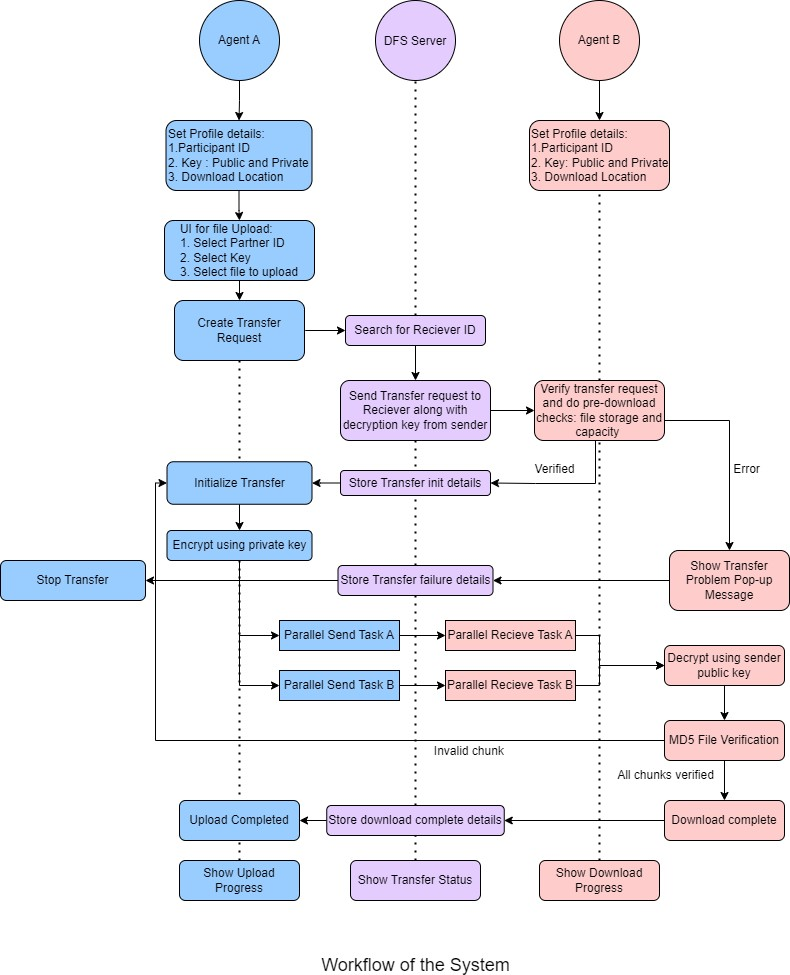 Agent A
DFS Server
Agent B
Set Profile details:
1.Participant ID
2. Key : Public and Private
3. Download Location
Set Profile details:
1.Participant ID
2. Key: Public and Private
3. Download Location
UI for file Upload:
1. Select Partner ID
2. Select Key
3. Select file to upload
Create Transfer
Request
Search for Reciever ID
Send Transfer request to
Reciever along with
decryption key from sender
Verify transfer request
and do pre-download
checks: file storage and
capacity
Verified
Error
Initialize Transfer
Store Transfer init details
Encrypt using private key
Stop Transfer
Store Transfer failure details
Show Transfer
Problem Pop-up
Message
Parallel Send Task A
Parallel Recieve Task A
Decrypt using sender
public key
Parallel Send Task B
Parallel Recieve Task B
MD5 File Verification
Invalid chunk
All chunks verified
Upload Completed
Store download complete details
Download complete
Show Upload
Progress
Show Transfer Status
Show Download
Progress
Workflow of the System